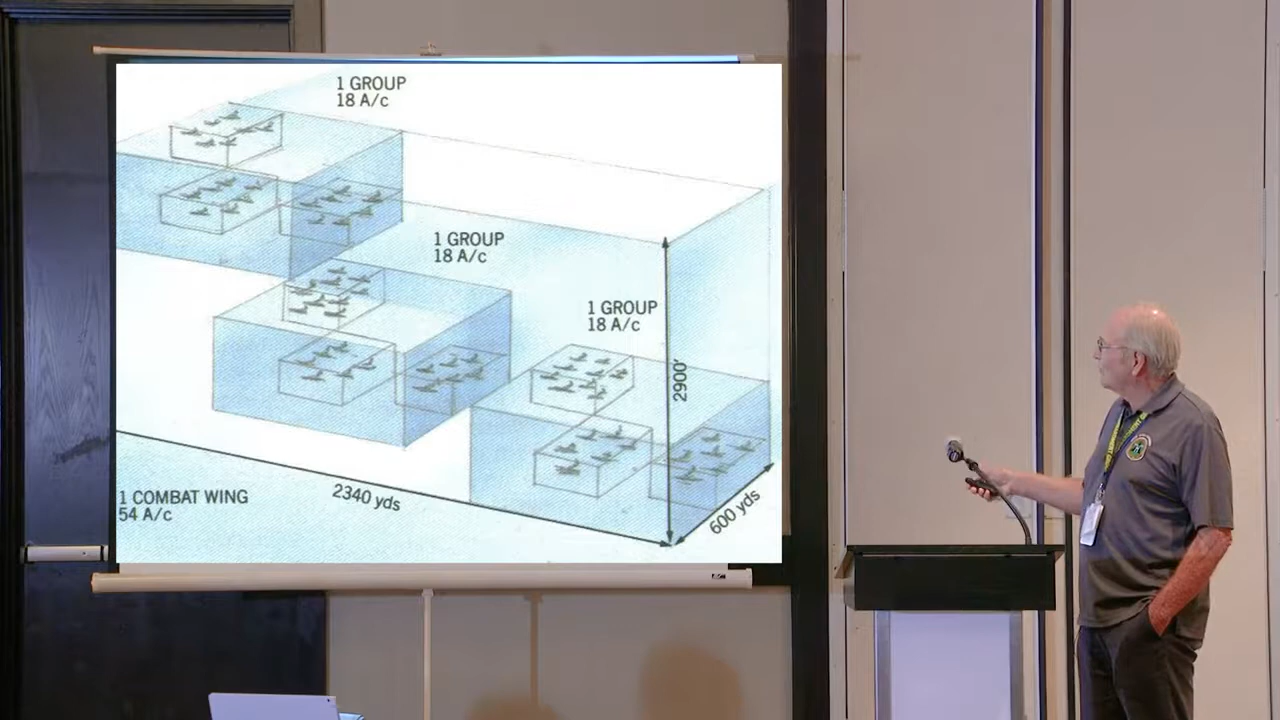 1 GROUP
18 A/c
1 GROUP
18 A/c
1 GROUP
18 A/c
2900'
2340 yds
600 yds
1 COMBAT WING
54 A/c